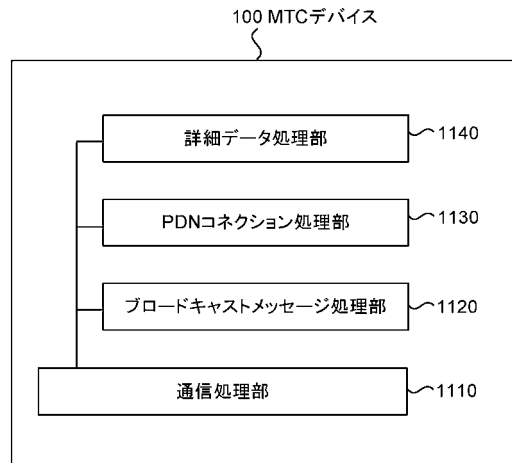 100 MTCデバイス
詳細データ処理部
1140
PDNコネクション処理部
1130
ブロードキャストメッセージ処理部
1120
通信処理部
1110